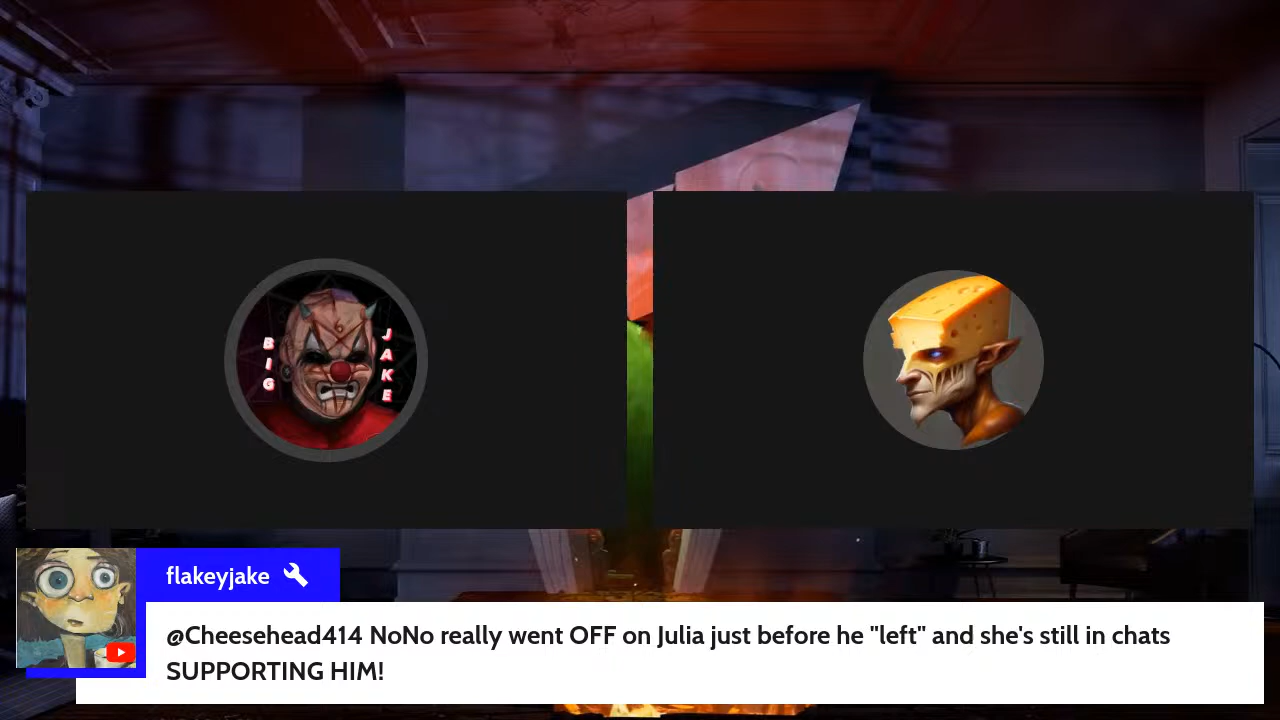 BIG
JAKE
flakeyjake
@Cheesehead414 NoNo really went OFF on Julia just before he "left" and she's still in chats
SUPPORTING HIM!